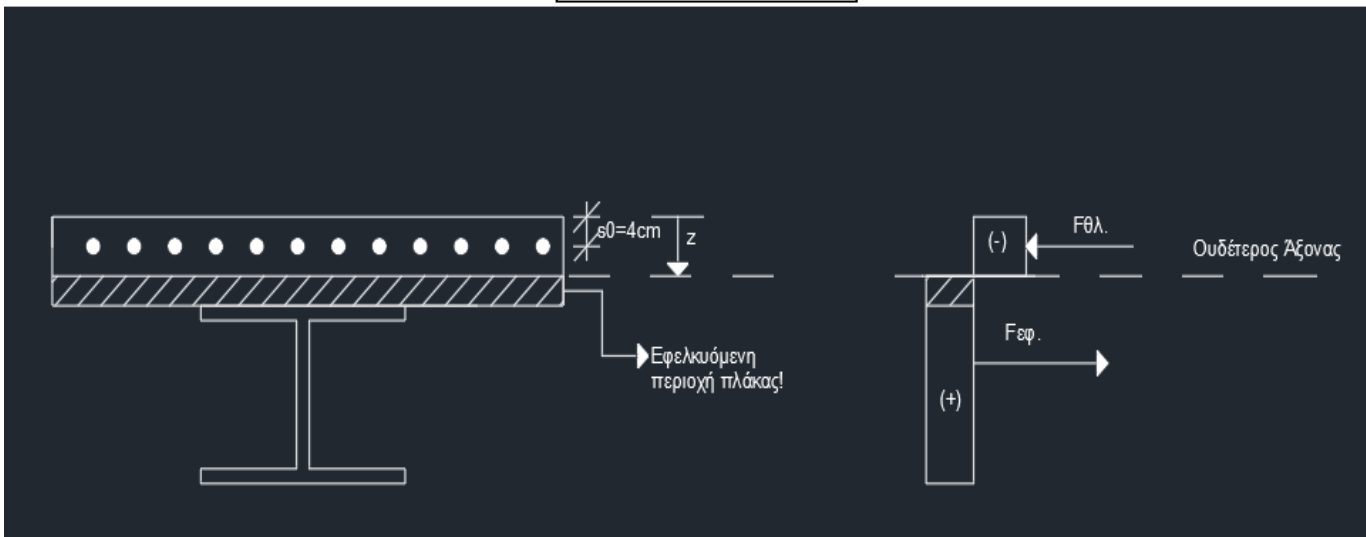 s0=4cm
z
(-)
Fθλ.
Ουδέτερος Άξονας
Fεφ.
Εφελκυόμενη
περιοχή πλάκας!
(+)